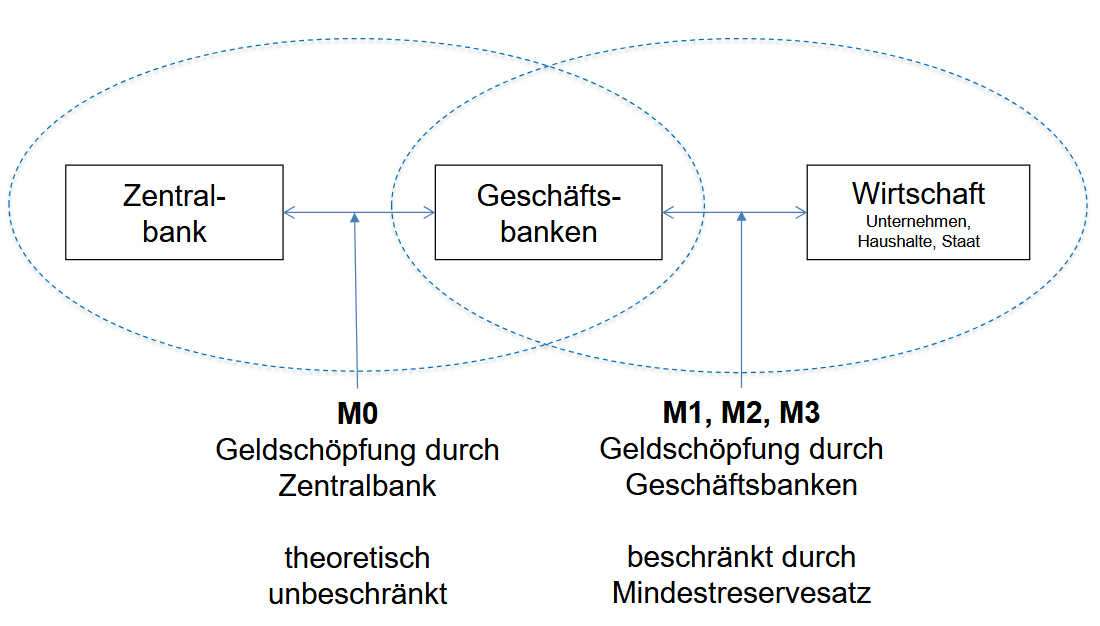 Zentral-
bank
Geschäfts-
banken
Wirtschaft
Unternehmen,
Haushalte, Staat
M0
Geldschöpfung durch
Zentralbank
theoretisch
unbeschränkt
M1, M2, M3
Geldschöpfung durch
Geschäftsbanken
beschränkt durch
Mindestreservesatz